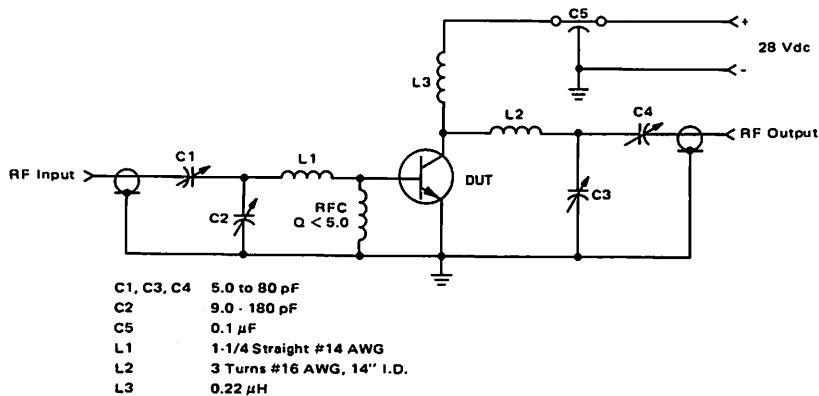 C5
+
28 Vdc
-
L3
L2
C4
RF Output
C1
L1
RF Input
DUT
RFC
Q < 5.0
C2
C3
C1, C3, C4 5.0 to 80 pF
C2 9.0 - 180 pF
C5 0.1 μF
L1 1-1/4 Straight #14 AWG
L2 3 Turns #16 AWG, 14" I.D.
L3 0.22 μH